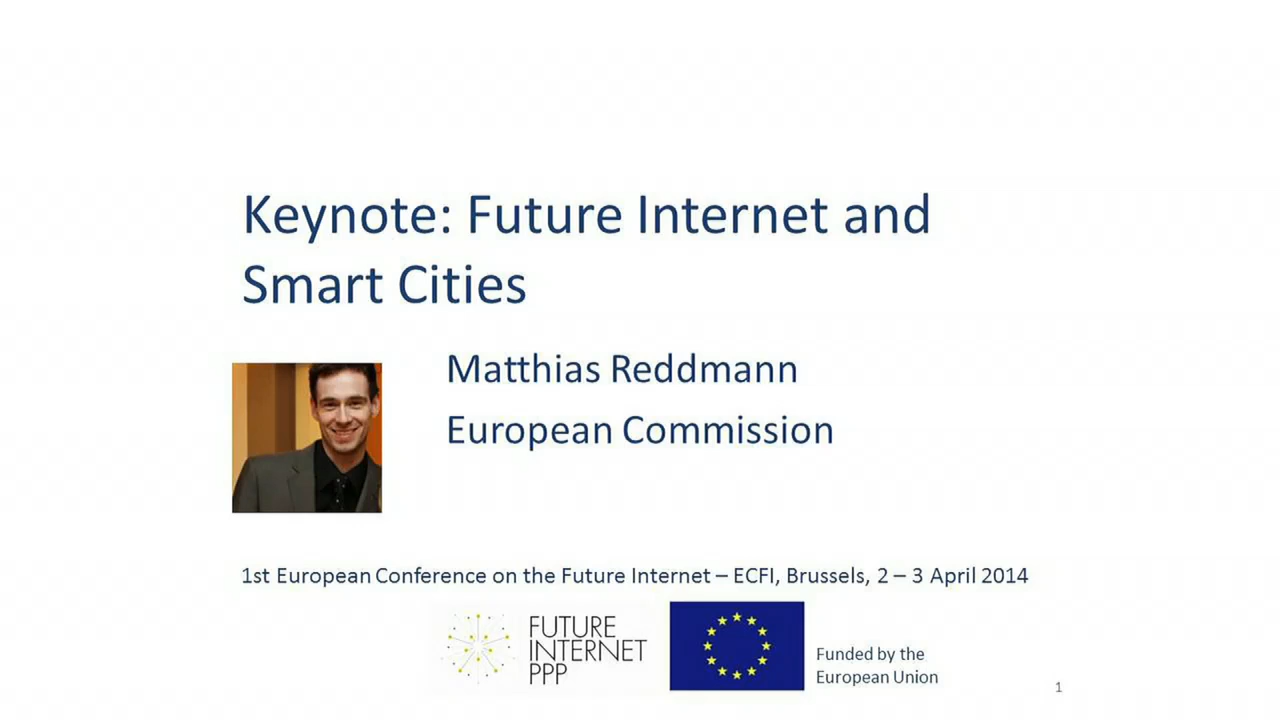 Keynote: Future Internet and
Smart Cities
Matthias Reddmann
European Commission
1st European Conference on the Future Internet – ECFI, Brussels, 2 – 3 April 2014
FUTURE
INTERNET
PPP
Funded by the
European Union
1